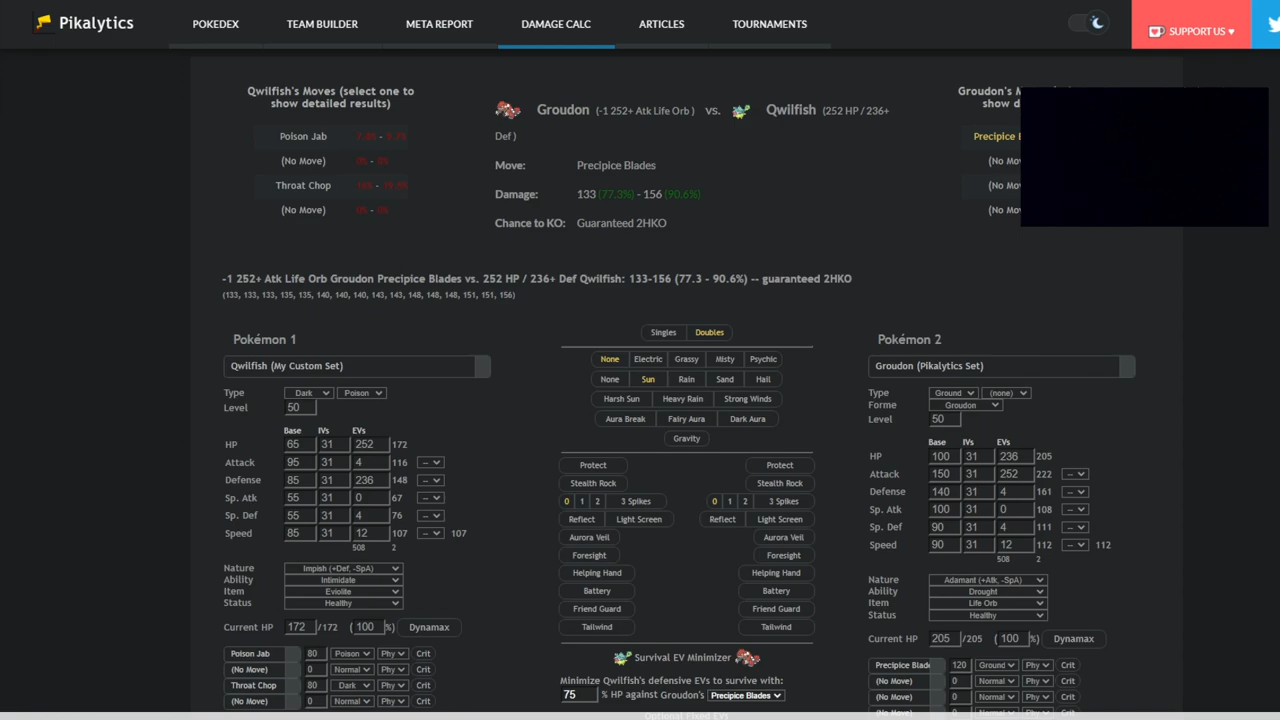 Pikalytics
POKEDEX TEAM BUILDER META REPORT DAMAGE CALC ARTICLES TOURNAMENTS
SUPPORT US ♥
Qwilfish's Moves (select one to
show detailed results)
Poison Jab
(No Move) 0% - 0%
Throat Chop
(No Move) 0% - 0%
Groudon (-1 252+ Atk Life Orb ) vs. Qwilfish (252 HP / 236+
Def )
Move: Precipice Blades
Damage: 133 (77.3%) - 156 (90.6%)
Chance to KO: Guaranteed 2HKO
Groudon's
show
Precipice
(No
(No
(No
-1 252+ Atk Life Orb Groudon Precipice Blades vs. 252 HP / 236+ Def Qwilfish: 133-156 (77.3 - 90.6%) -- guaranteed 2HKO
(133, 133, 133, 135, 135, 140, 140, 140, 143, 143, 148, 148, 148, 151, 151, 156)
Pokémon 1
Qwilfish (My Custom Set)
Type Dark Poison
Level 50
Base IVs EVs
HP 65 31 252 172
Attack 95 31 4 116 --
Defense 85 31 236 148 --
Sp. Atk 55 31 0 67 --
Sp. Def 55 31 4 76 --
Speed 85 31 12 107 -- 107
508 2
Nature Impish (+Def, -SpA)
Ability Intimidate
Item Eviolite
Status Healthy
Current HP 172 /172 ( 100 %) Dynamax
Poison Jab 80 Poison Phy Crit
(No Move) 0 Normal Phy Crit
Throat Chop 80 Dark Phy Crit
(No Move) 0 Normal Phy Crit
Singles Doubles
None Electric Grassy Misty Psychic
None Sun Rain Sand Hail
Harsh Sun Heavy Rain Strong Winds
Aura Break Fairy Aura Dark Aura
Gravity
Protect Protect
Stealth Rock Stealth Rock
0 1 2 3 Spikes 0 1 2 3 Spikes
Reflect Light Screen Reflect Light Screen
Aurora Veil Aurora Veil
Foresight Foresight
Helping Hand Helping Hand
Battery Battery
Friend Guard Friend Guard
Tailwind Tailwind
Survival EV Minimizer
Minimize Qwilfish's defensive EVs to survive with:
75 % HP against Groudon's Precipice Blades
Optional Fixed EVs
Pokémon 2
Groudon (Pikalytics Set)
Type Ground (none)
Forme Groudon
Level 50
Base IVs EVs
HP 100 31 236 205
Attack 150 31 252 222 --
Defense 140 31 4 161 --
Sp. Atk 100 31 0 108 --
Sp. Def 90 31 4 111 --
Speed 90 31 12 112 -- 112
508 2
Nature Adamant (+Atk, -SpA)
Ability Drought
Item Life Orb
Status Healthy
Current HP 205 /205 ( 100 %) Dynamax
Precipice Blade 120 Ground Phy Crit
(No Move) 0 Normal Phy Crit
(No Move) 0 Normal Phy Crit
(No Move) 0 Normal Phy Crit